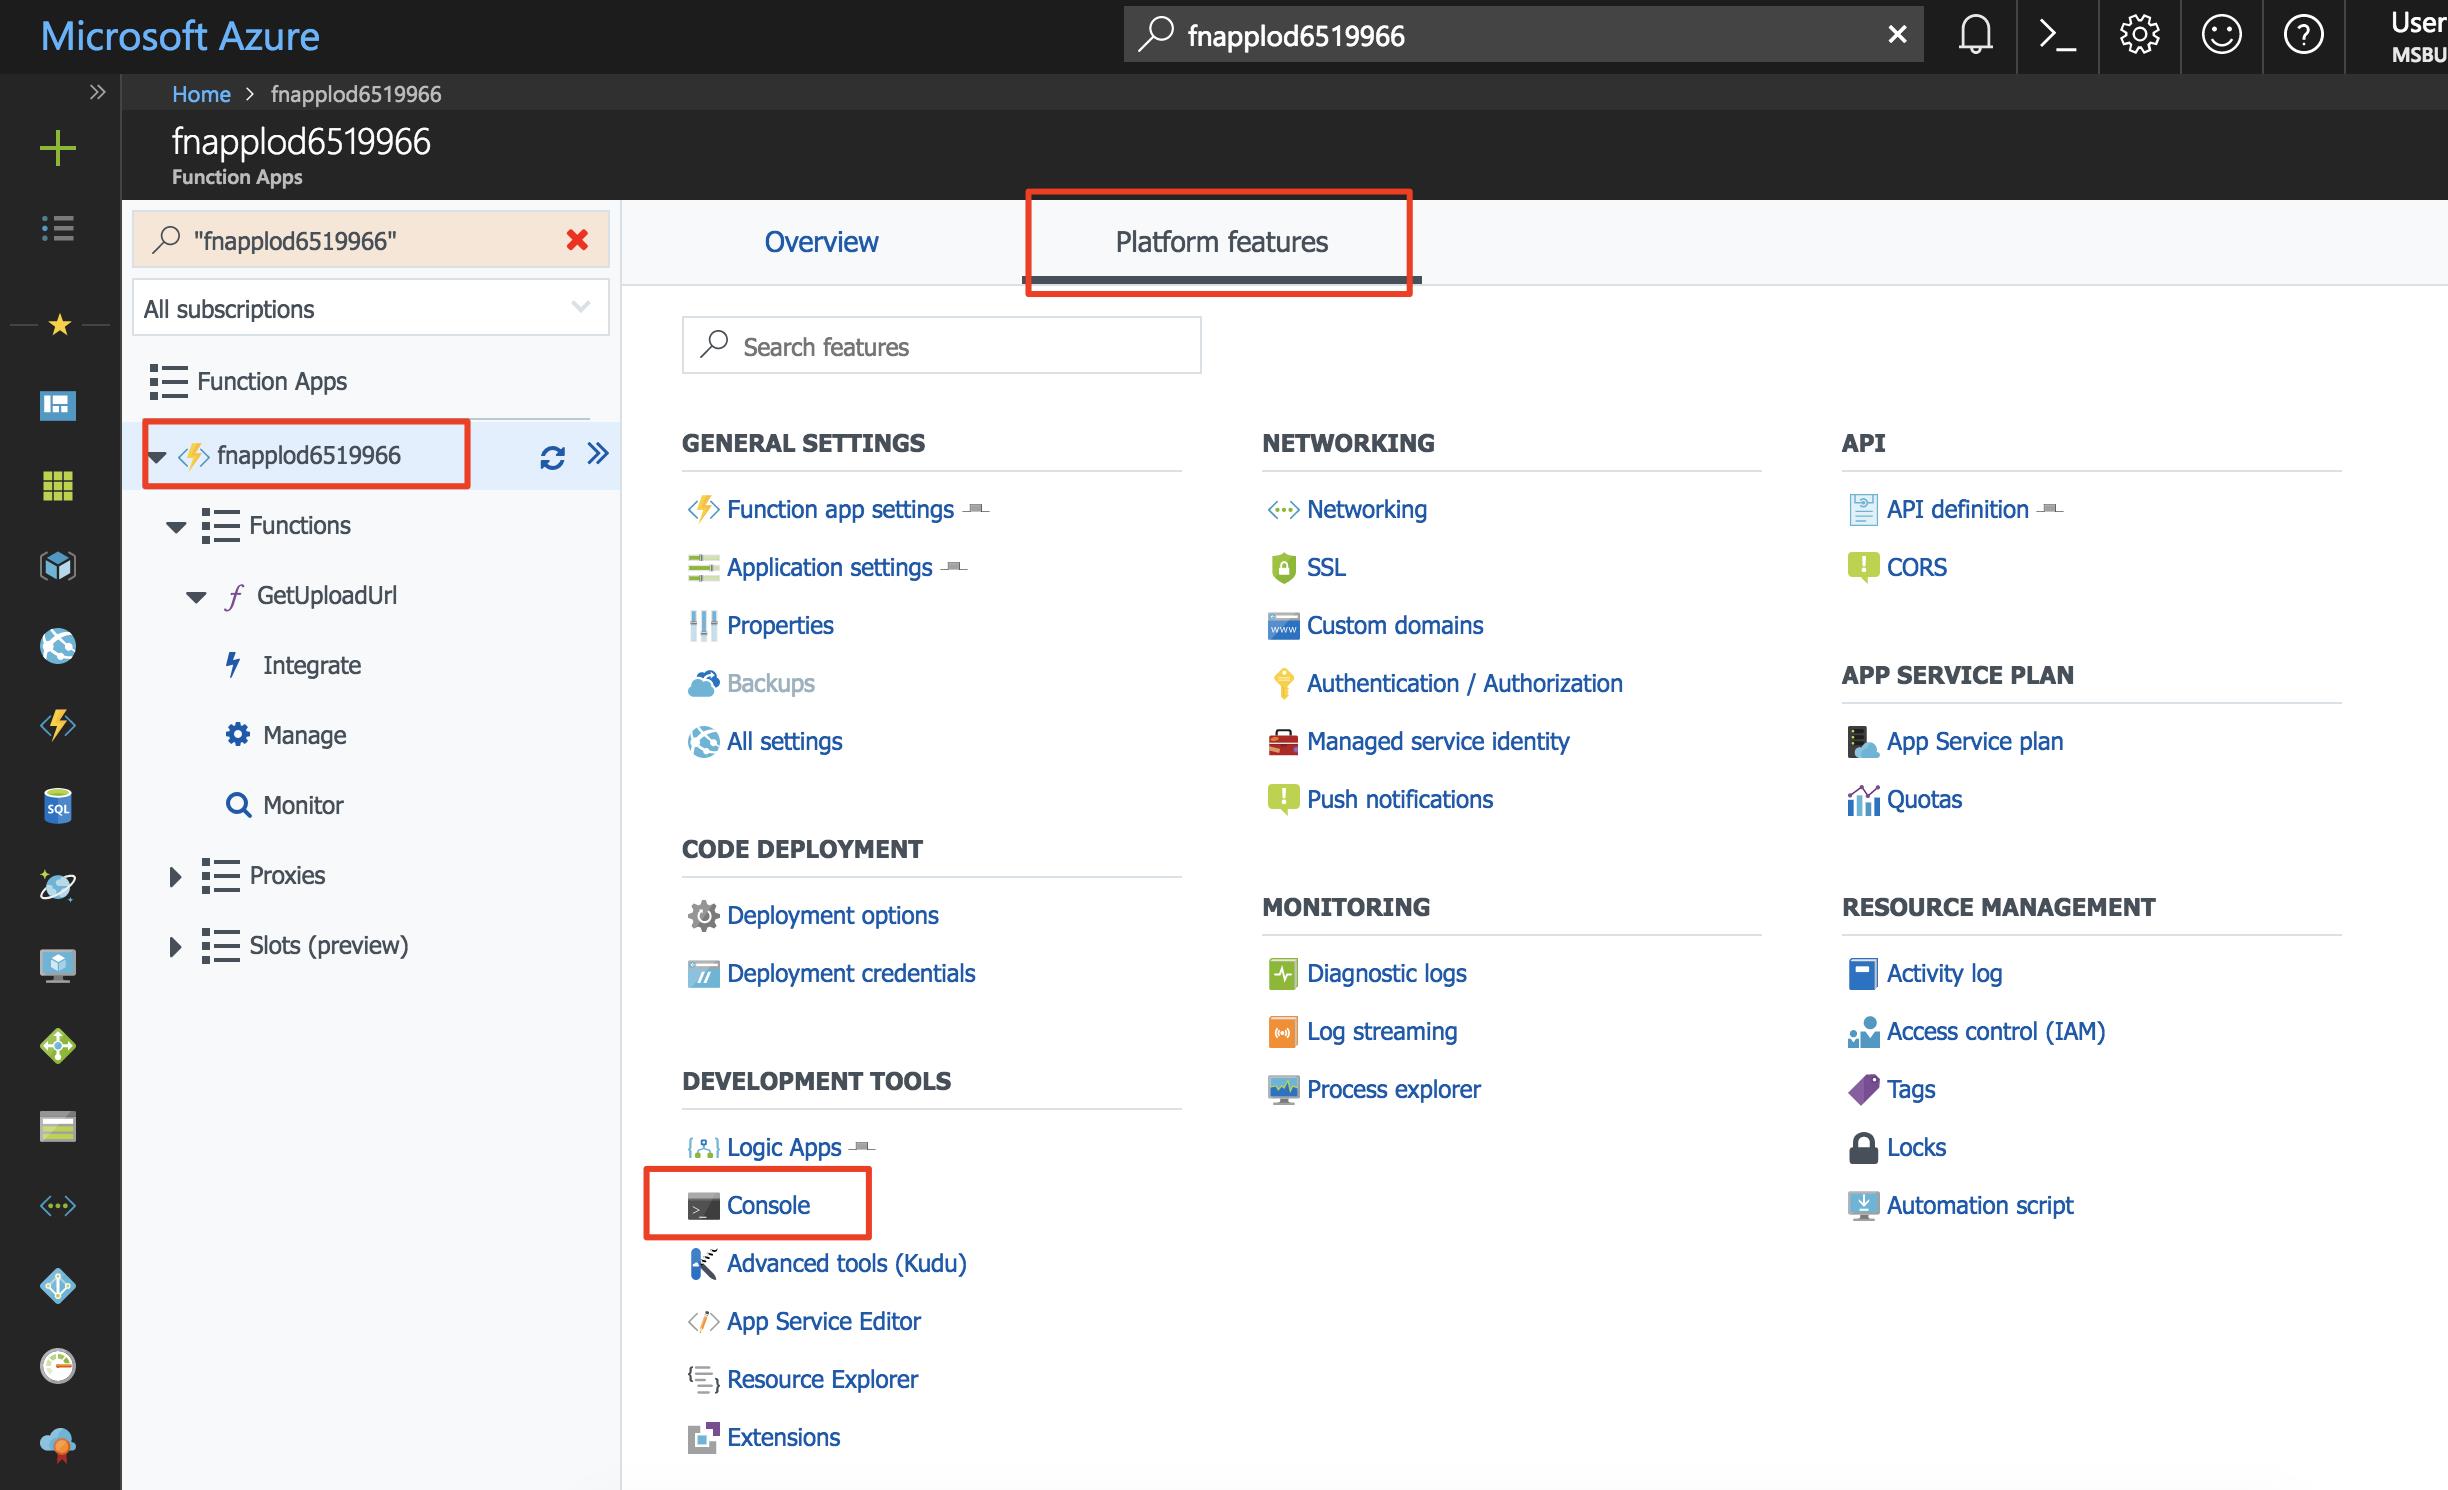 Microsoft Azure
fnapplod6519966
User
MSBU
Home > fnapplod6519966
fnapplod6519966
Function Apps
"fnapplod6519966"
All subscriptions
Function Apps
fnapplod6519966
Functions
GetUploadUrl
Integrate
Manage
Monitor
Proxies
Slots (preview)
Overview
Platform features
Search features
GENERAL SETTINGS
Function app settings
Application settings
Properties
Backups
All settings
CODE DEPLOYMENT
Deployment options
Deployment credentials
DEVELOPMENT TOOLS
Logic Apps
Console
Advanced tools (Kudu)
App Service Editor
Resource Explorer
Extensions
NETWORKING
Networking
SSL
Custom domains
Authentication / Authorization
Managed service identity
Push notifications
MONITORING
Diagnostic logs
Log streaming
Process explorer
API
API definition
CORS
APP SERVICE PLAN
App Service plan
Quotas
RESOURCE MANAGEMENT
Activity log
Access control (IAM)
Tags
Locks
Automation script
SQL
www